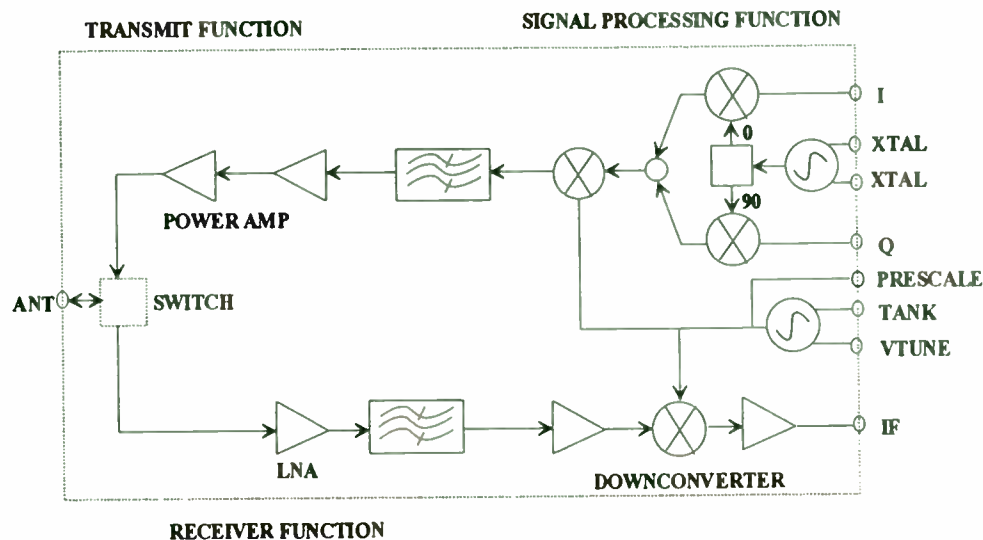 TRANSMIT FUNCTION
SIGNAL PROCESSING FUNCTION
I
0
XTAL
XTAL
90
POWER AMP
Q
PRESCALE
ANT
SWITCH
TANK
VTUNE
IF
LNA
DOWNCONVERTER
RECEIVER FUNCTION